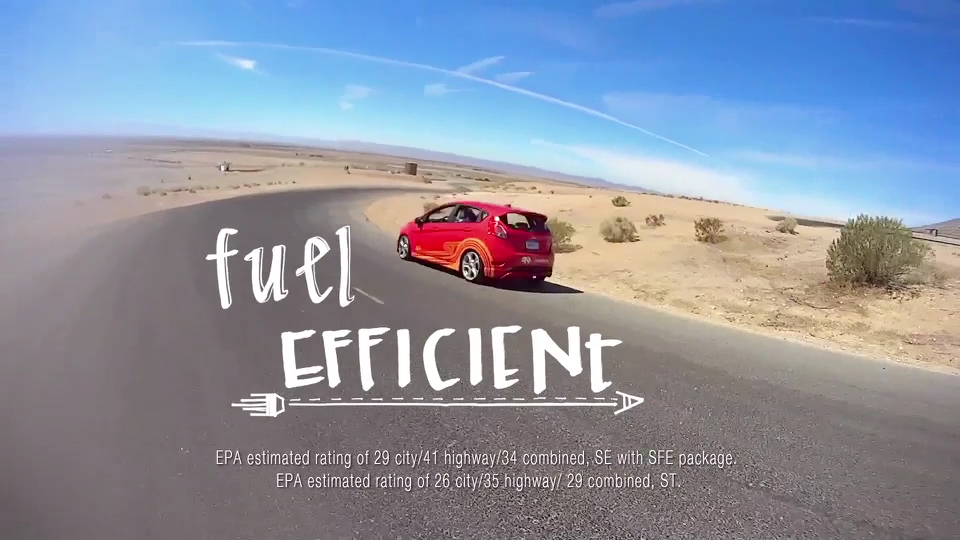 fuel
EFFICIENt
EPA estimated rating of 29 city/41 highway/34 combined, SE with SFE package.
EPA estimated rating of 26 city/35 highway/ 29 combined, ST.